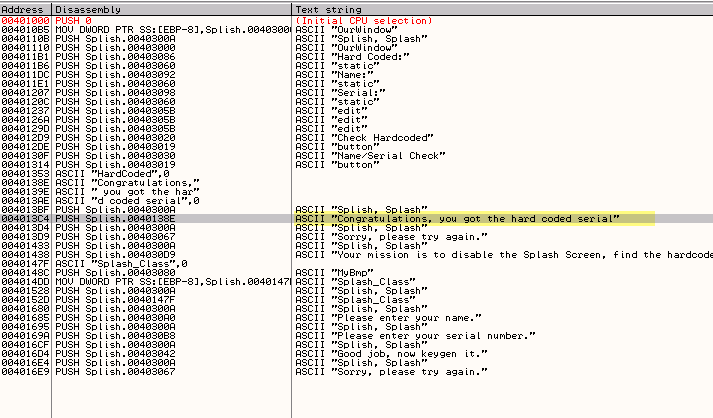 Address Disassembly Text string
00401000 PUSH 0 (Initial CPU selection)
004010B5 MOV DWORD PTR SS:[EBP-8],Splish.0040300 ASCII "OurWindow"
0040110B PUSH Splish.0040300A ASCII "Splish, Splash"
00401110 PUSH Splish.00403000 ASCII "OurWindow"
004011B1 PUSH Splish.00403086 ASCII "Hard Coded:"
004011B6 PUSH Splish.00403060 ASCII "static"
004011DC PUSH Splish.00403092 ASCII "Name:"
004011E1 PUSH Splish.00403060 ASCII "static"
00401207 PUSH Splish.00403098 ASCII "Serial:"
0040120C PUSH Splish.00403060 ASCII "static"
00401237 PUSH Splish.0040305B ASCII "edit"
0040126A PUSH Splish.0040305B ASCII "edit"
0040129D PUSH Splish.0040305B ASCII "edit"
004012D9 PUSH Splish.00403020 ASCII "Check Hardcoded"
004012DE PUSH Splish.00403019 ASCII "button"
0040130F PUSH Splish.00403030 ASCII "Name/Serial Check"
00401314 PUSH Splish.00403019 ASCII "button"
00401353 ASCII "HardCoded",0
0040138E ASCII "Congratulations,"
0040139E ASCII " you got the har"
004013AE ASCII "d coded serial",0
004013BF PUSH Splish.0040300A ASCII "Splish, Splash"
004013C4 PUSH Splish.0040138E ASCII "Congratulations, you got the hard coded serial"
004013D4 PUSH Splish.0040300A ASCII "Splish, Splash"
004013D9 PUSH Splish.00403067 ASCII "Sorry, please try again."
00401433 PUSH Splish.0040300A ASCII "Splish, Splash"
00401438 PUSH Splish.004030D9 ASCII "Your mission is to disable the Splash Screen, find the hardcode
0040147F ASCII "Splash_Class",0
0040148C PUSH Splish.00403080 ASCII "MyBmp"
004014DD MOV DWORD PTR SS:[EBP-8],Splish.0040147 ASCII "Splash_Class"
00401528 PUSH Splish.0040300A ASCII "Splish, Splash"
0040152D PUSH Splish.0040147F ASCII "Splash_Class"
00401680 PUSH Splish.0040300A ASCII "Splish, Splash"
00401685 PUSH Splish.004030A0 ASCII "Please enter your name."
00401695 PUSH Splish.0040300A ASCII "Splish, Splash"
0040169A PUSH Splish.004030B8 ASCII "Please enter your serial number."
004016CF PUSH Splish.0040300A ASCII "Splish, Splash"
004016D4 PUSH Splish.00403042 ASCII "Good job, now keygen it."
004016E4 PUSH Splish.0040300A ASCII "Splish, Splash"
004016E9 PUSH Splish.00403067 ASCII "Sorry, please try again."